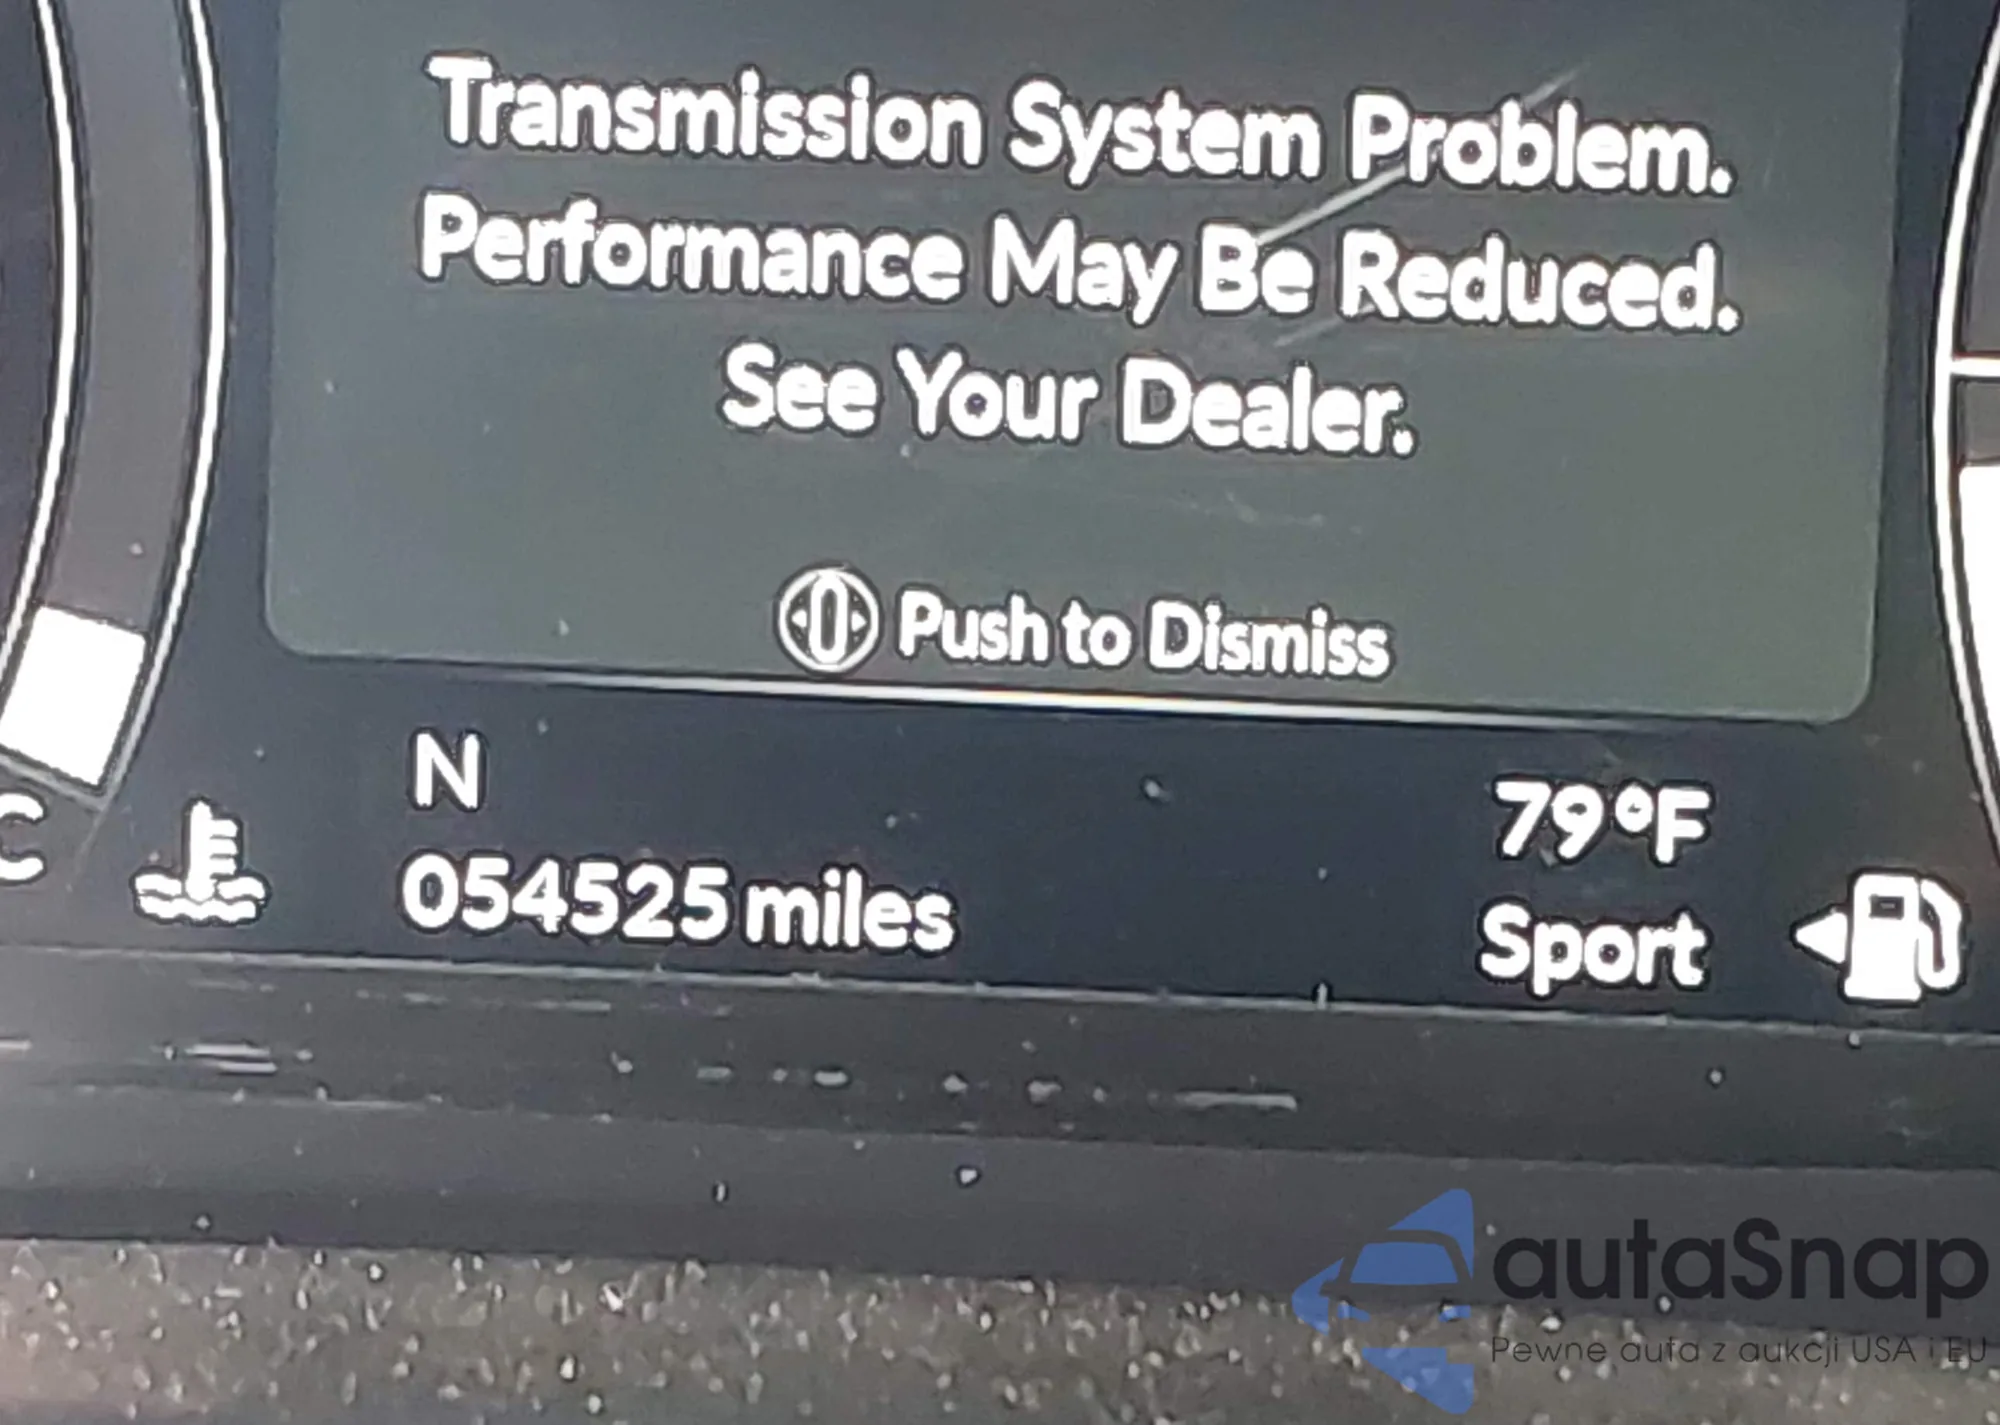 Transmission System Problem.
Performance May Be Reduced.
See Your Dealer.
Push to Dismiss
N
79°F
C
054525 miles
Sport
autaSnap
Pewne auta z aukcji USA i EU